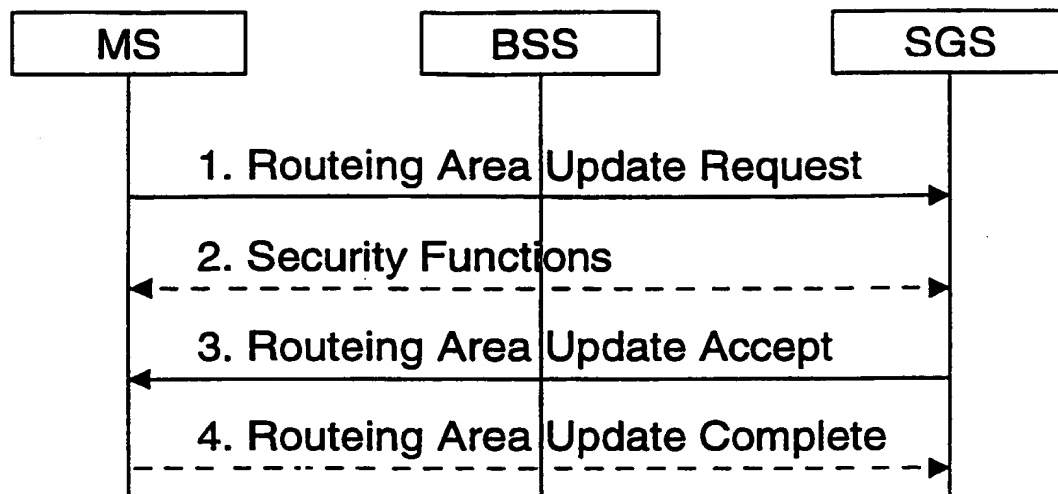 MS BSS SGS
1. Routeing Area Update Request
2. Security Functions
3. Routeing Area Update Accept
4. Routeing Area Update Complete